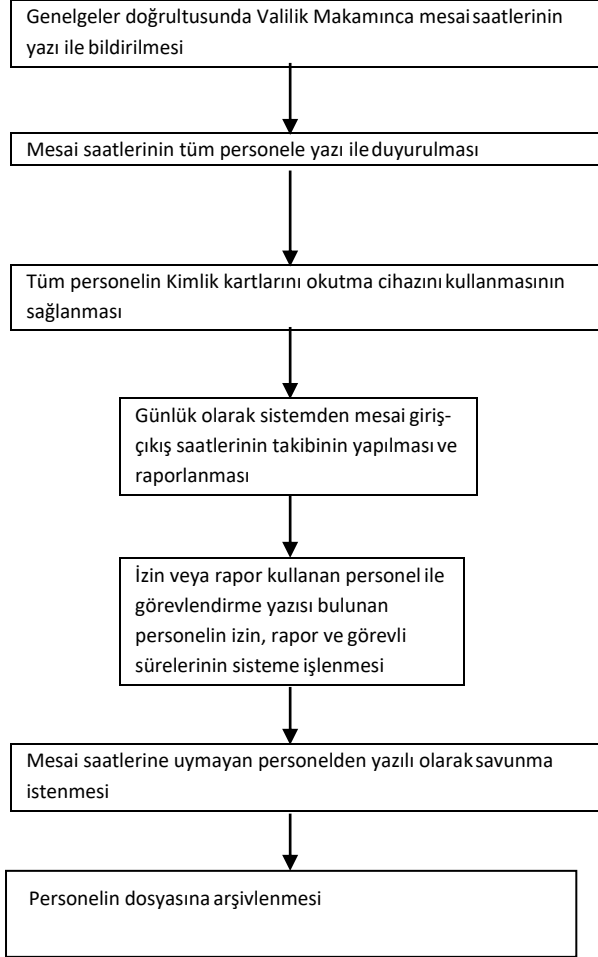 Genelgeler doğrultusunda Valilik Makamınca mesai saatlerinin
yazı ile bildirilmesi
Mesai saatlerinin tüm personele yazı ile duyurulması
Tüm personelin Kimlik kartlarını okutma cihazını kullanmasının
sağlanması
Günlük olarak sistemden mesai giriş-
çıkış saatlerinin takibinin yapılması ve
raporlanması
İzin veya rapor kullanan personel ile
görevlendirme yazısı bulunan
personelin izin, rapor ve görevli
sürelerinin sisteme işlenmesi
Mesai saatlerine uymayan personelden yazılı olarak savunma
istenmesi
Personelin dosyasına arşivlenmesi